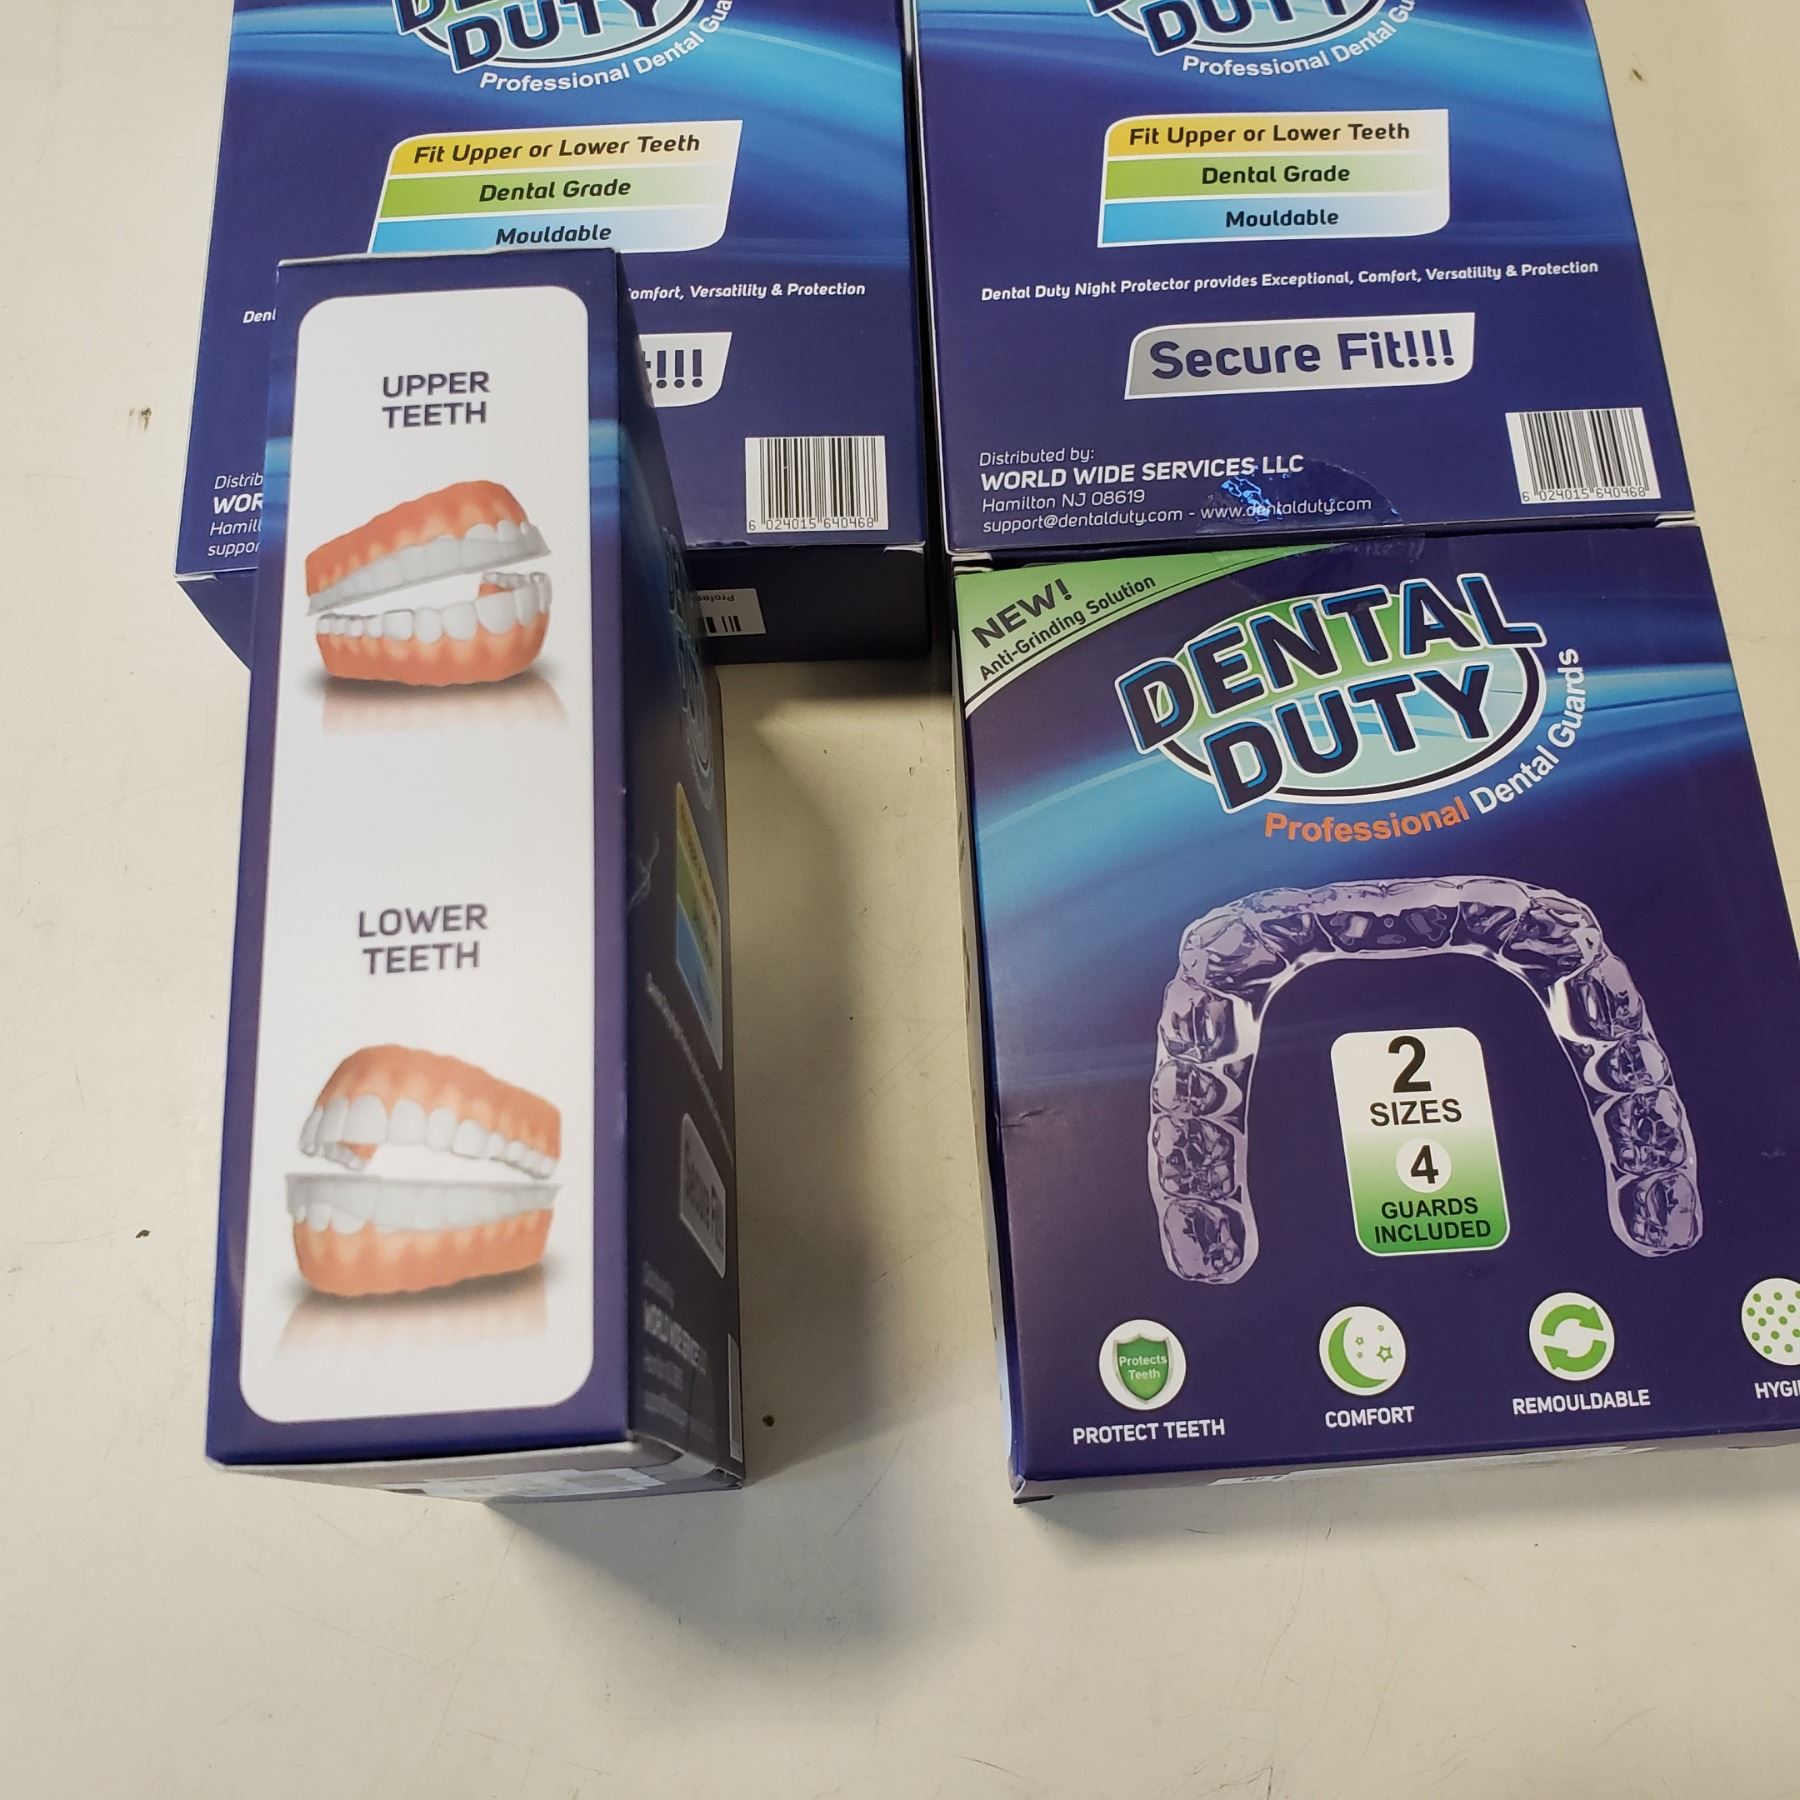 DUTY
Professional Dental Gua
Fit Upper or Lower Teeth
Dental Grade
Mouldable
omfort, Versatility & Protection
!!!
6 024015 640468
DUTY
Professional Dental Gu
Fit Upper or Lower Teeth
Dental Grade
Mouldable
Dental Duty Night Protector provides Exceptional, Comfort, Versatility & Protection
Secure Fit!!!
Distributed by:
WORLD WIDE SERVICES LLC
Hamilton NJ 08619
support@dentalduty.com - www.dentalduty.com
6 024015 640468
UPPER
TEETH
LOWER
TEETH
NEW!
Anti-Grinding Solution
DENTAL
DUTY
Professional Dental Guards
2
SIZES
4
GUARDS
INCLUDED
Protects
Teeth
PROTECT TEETH
COMFORT
REMOULDABLE
HYGI